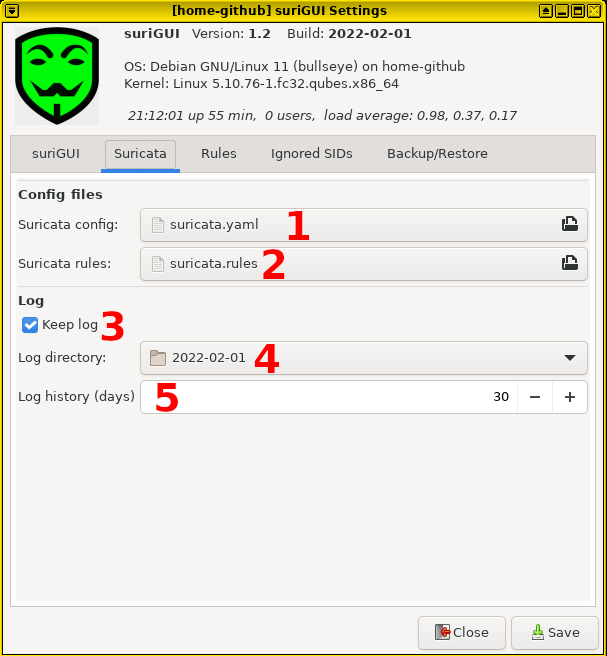 [home-github] suriGUI Settings
suriGUI Version: 1.2 Build: 2022-02-01
OS: Debian GNU/Linux 11 (bullseye) on home-github
Kernel: Linux 5.10.76-1.fc32.qubes.x86_64
21:12:01 up 55 min, 0 users, load average: 0.98, 0.37, 0.17
suriGUI Suricata Rules Ignored SIDs Backup/Restore
Config files
Suricata config: suricata.yaml 1
Suricata rules: suricata.rules 2
Log
Keep log 3
Log directory: 2022-02-01 4
Log history (days) 5 30 − +
Close Save